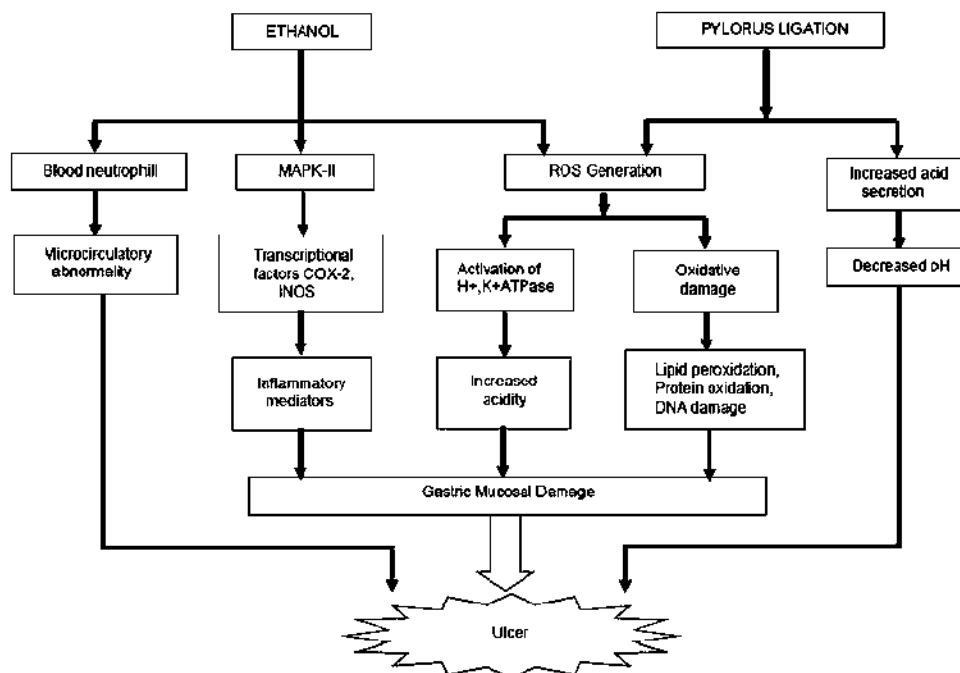 ETHANOL
PYLORUS LIGATION
Blood neutrophill
MAPK-II
ROS Generation
Increased acid
secretion
Microcirculatory
abnormelity
Transcriptional
factors COX-2,
INOS
Activation of
H+,K+ATPase
Oxidative
damage
Decreased pH
Inflammatory
mediators
Increased
acidity
Lipid peroxidation,
Protein oxidation,
DNA damage
Gastric Mucosal Damage
Ulcer